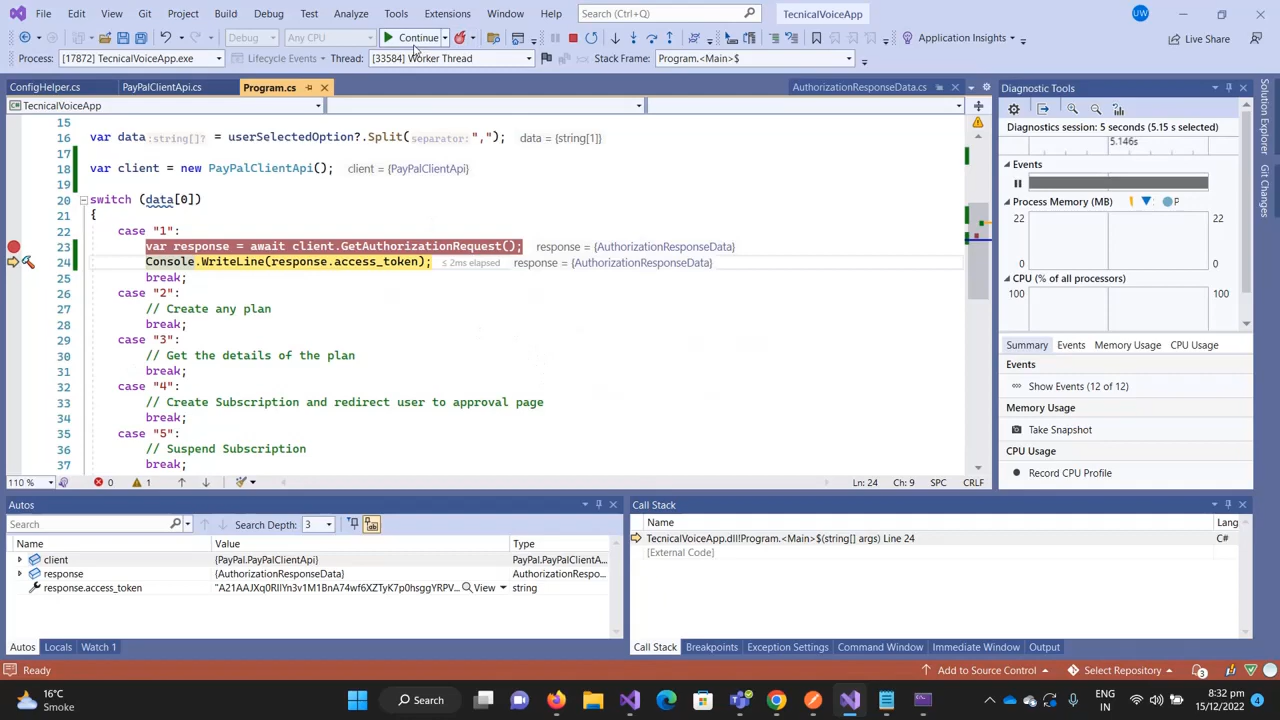 File Edit View Git Project Build Debug Test Analyze Tools Extensions Window Help Search (Ctrl+Q) TecnicalVoiceApp UW
Debug Any CPU Continue Application Insights Live Share
Process: [17872] TecnicalVoiceApp.exe Lifecycle Events Thread: [33584] Worker Thread Stack Frame: Program.<Main>$
ConfigHelper.cs PayPalClientApi.cs Program.cs AuthorizationResponseData.cs
TecnicalVoiceApp
15
16 var data:string[]? = userSelectedOption?.Split(separator:","); data = {string[1]}
17
18 var client = new PayPalClientApi(); client = {PayPalClientApi}
19
20 switch (data[0])
21 {
22 case "1":
23 var response = await client.GetAuthorizationRequest(); response = {AuthorizationResponseData}
24 Console.WriteLine(response.access_token); ≤ 2ms elapsed response = {AuthorizationResponseData}
25 break;
26 case "2":
27 // Create any plan
28 break;
29 case "3":
30 // Get the details of the plan
31 break;
32 case "4":
33 // Create Subscription and redirect user to approval page
34 break;
35 case "5":
36 // Suspend Subscription
37 break;
110 % 0 1 Ln: 24 Ch: 9 SPC CRLF
Diagnostic Tools
Diagnostics session: 5 seconds (5.15 s selected)
5.146s
Events
Process Memory (MB) P
22 22
0 0
CPU (% of all processors)
100 100
Summary Events Memory Usage CPU Usage
Events
Show Events (12 of 12)
Memory Usage
Take Snapshot
CPU Usage
Record CPU Profile
Solution Explorer
Git Changes
Autos
Search Search Depth: 3
Name Value Type
client {PayPal.PayPalClientApi} PayPal.PayPalClientA...
response {AuthorizationResponseData} AuthorizationRespo...
response.access_token View string
Autos Locals Watch 1
Call Stack
Name Lang
TecnicalVoiceApp.dll!Program.<Main>$(string[] args) Line 24 C#
[External Code]
Call Stack Breakpoints Exception Settings Command Window Immediate Window Output
Ready Add to Source Control Select Repository 3
16°C
Smoke
Search
ENG
IN
8:32 pm
15/12/2022